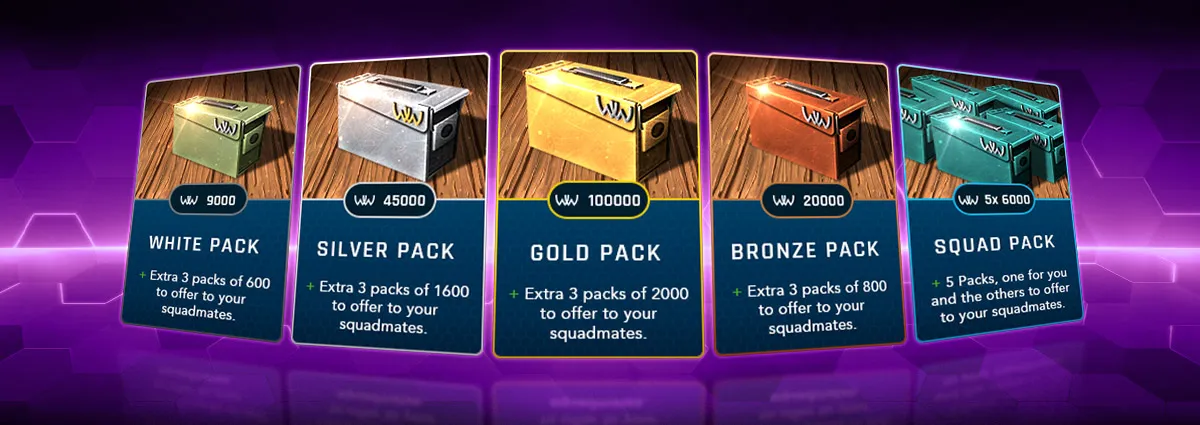 WW 9000
WHITE PACK
+ Extra 3 packs of 600
to offer to your
squadmates.
WW 45000
SILVER PACK
+ Extra 3 packs of 1600
to offer to your
squadmates.
WW 100000
GOLD PACK
+ Extra 3 packs of 2000
to offer to your
squadmates.
WW 20000
BRONZE PACK
+ Extra 3 packs of 800
to offer to your
squadmates.
WW 5x 6000
SQUAD PACK
+ 5 Packs, one for you
and the others to offer
to your squadmates.